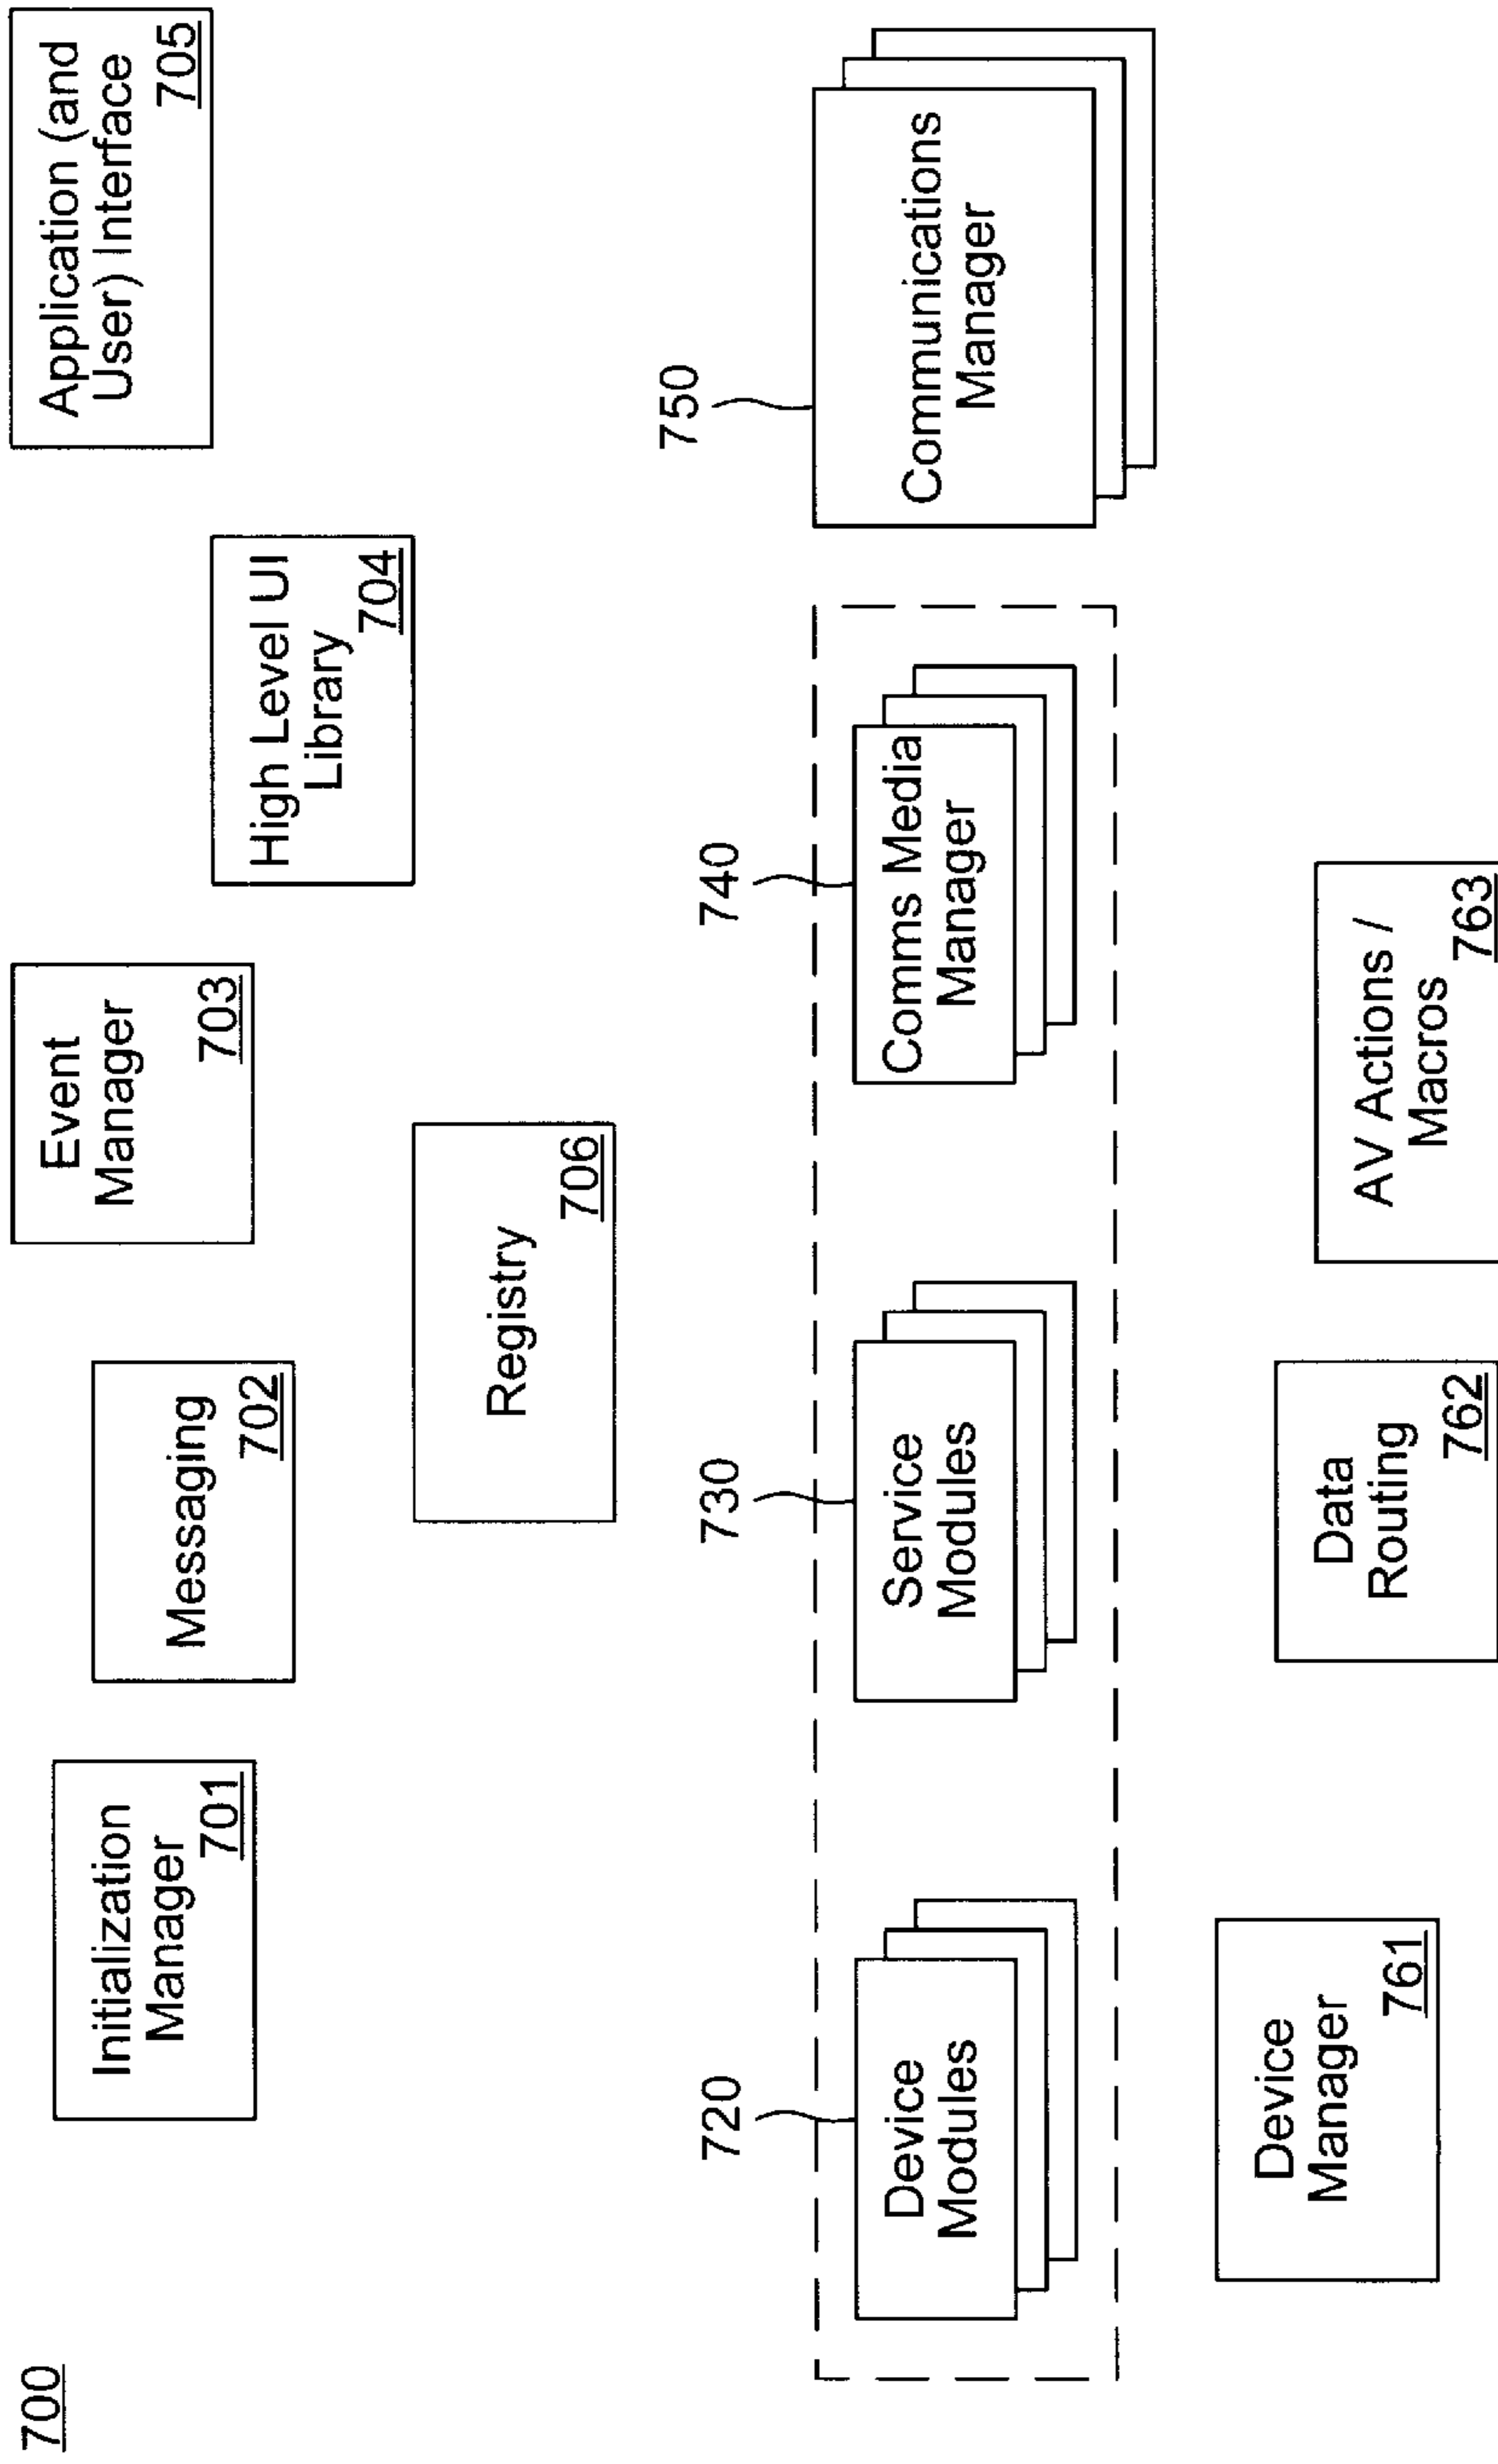 700
Initialization
Manager
701
Messaging
702
Event
Manager
703
High Level UI
Library
704
Application (and
User) Interface
705
Registry
706
720
Device
Modules
730
Service
Modules
740
Comms Media
Manager
750
Communications
Manager
Device
Manager
761
Data
Routing
762
AV Actions /
Macros
763